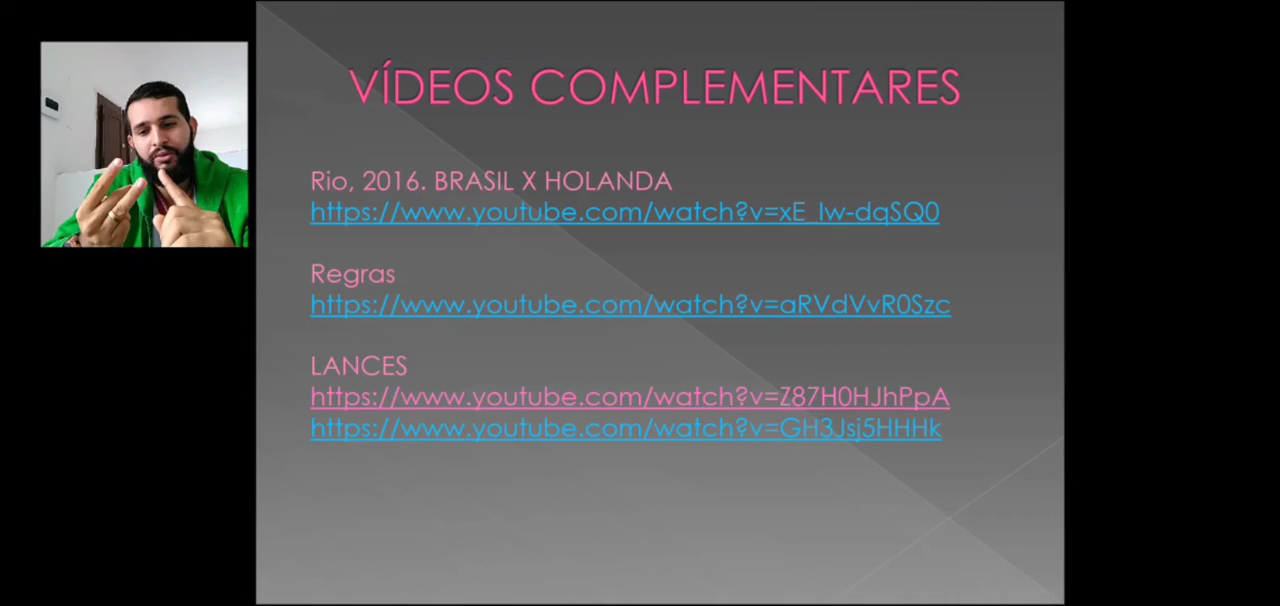 VÍDEOS COMPLEMENTARES
Rio, 2016. BRASIL X HOLANDA
https://www.youtube.com/watch?v=xE_Iw-dqSQ0
Regras
https://www.youtube.com/watch?v=aRVdVvR0Szc
LANCES
https://www.youtube.com/watch?v=Z87H0HJhPpA
https://www.youtube.com/watch?v=GH3Jsj5HHHk